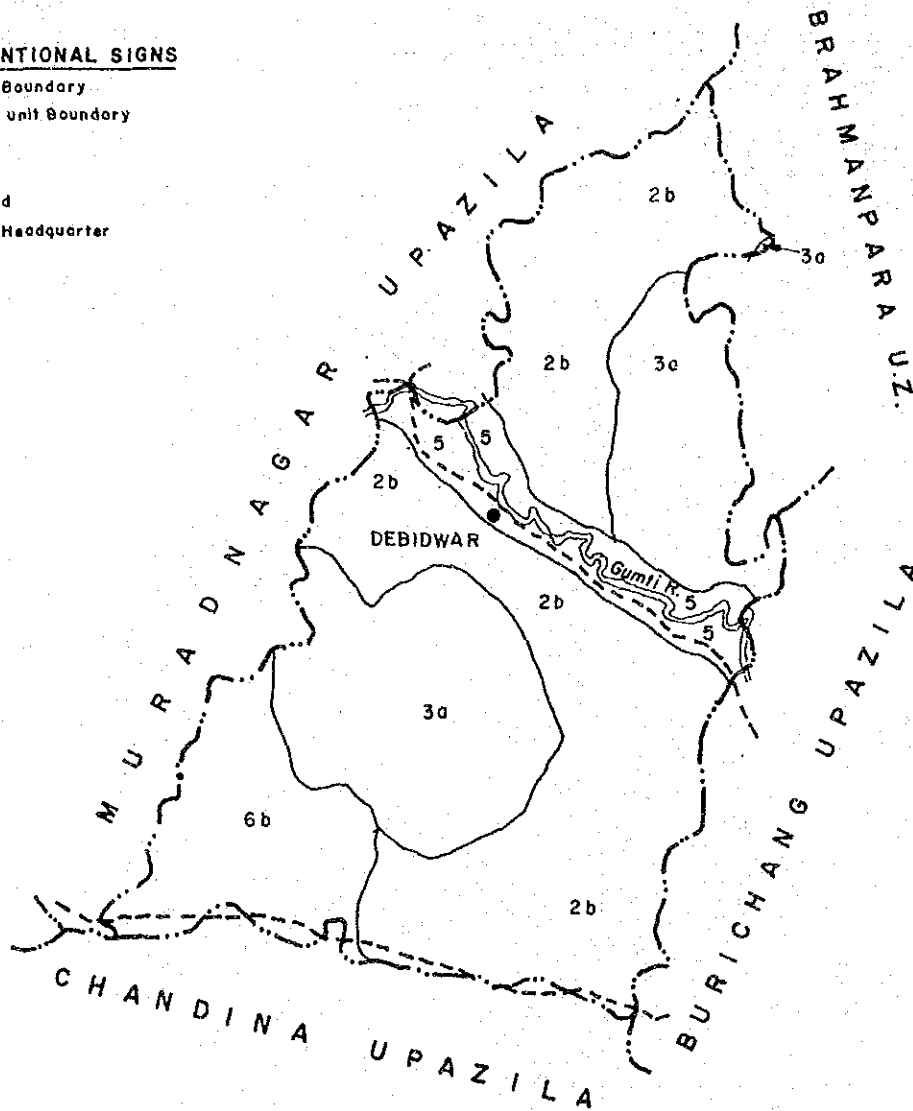 NTIONAL SIGNS
Boundary
unit Boundary
d
Headquarter
BRAHMANPARA U.Z.
MURADNAGAR UPAZILA
2b
3a
2b
3a
5
5
2b
DEBIDWAR
Gumti R.
2b
5
5
3a
6b
2b
BURICHANG UPAZILA
CHANDINA UPAZILA